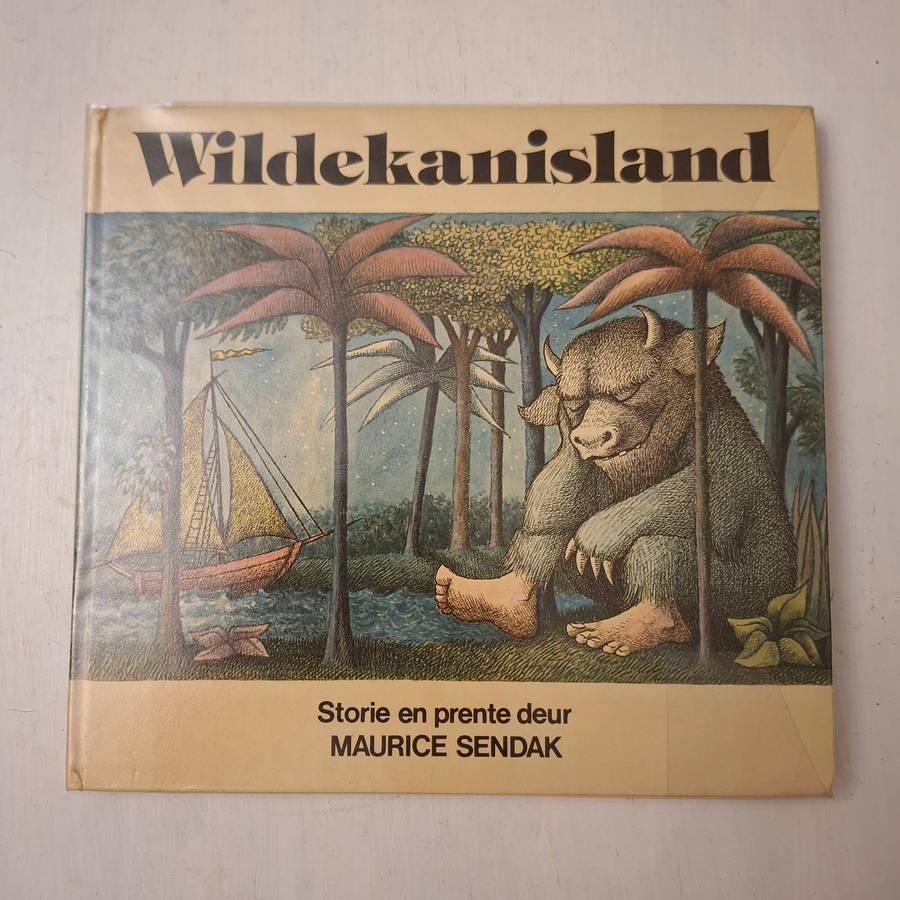 Wildekanisland
Storie en prente deur
MAURICE SENDAK